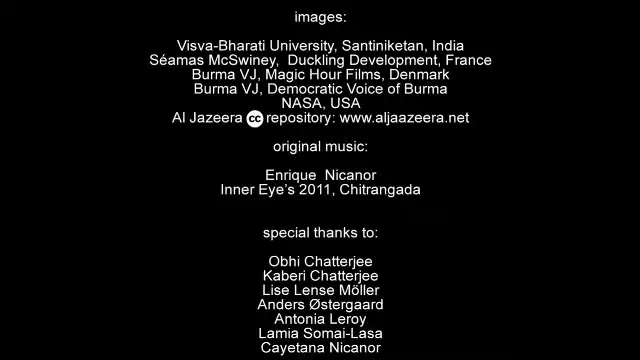 images:
Visva-Bharati University, Santiniketan, India
Séamas McSwiney, Duckling Development, France
Burma VJ, Magic Hour Films, Denmark
Burma VJ, Democratic Voice of Burma
NASA, USA
Al Jazeera cc repository: www.aljaazeera.net
original music:
Enrique Nicanor
Inner Eye's 2011, Chitrangada
special thanks to:
Obhi Chatterjee
Kaberi Chatterjee
Lise Lense Möller
Anders Østergaard
Antonia Leroy
Lamia Somai-Lasa
Cayetana Nicanor